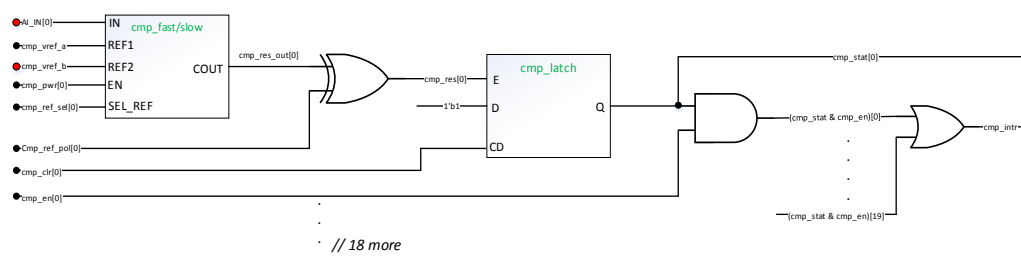 AI_IN[0]
cmp_vref_a
cmp_vref_b
cmp_pwr[0]
cmp_ref_sel[0]
cmp_fast/slow
IN
REF1
REF2
EN
SEL_REF
COUT
cmp_res_out[0]
cmp_res[0]
1'b1
cmp_latch
E
D
CD
Q
cmp_stat[0]
(cmp_stat & cmp_en)[0]
cmp_intr
(cmp_stat & cmp_en)[19]
Cmp_ref_pol[0]
cmp_clr[0]
cmp_en[0]
// 18 more